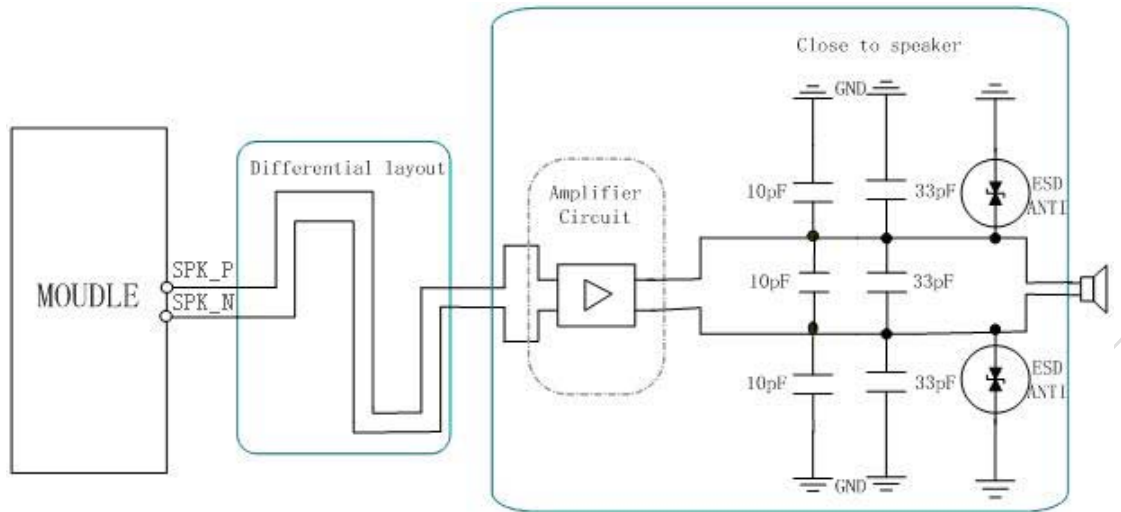 Close to speaker
GND
Differential layout
Amplifier
Circuit
10pF
33pF
ESD
ANTI
SPK_P
MOUDLE
SPK_N
10pF
33pF
10pF
33pF
ESD
ANTI
GND